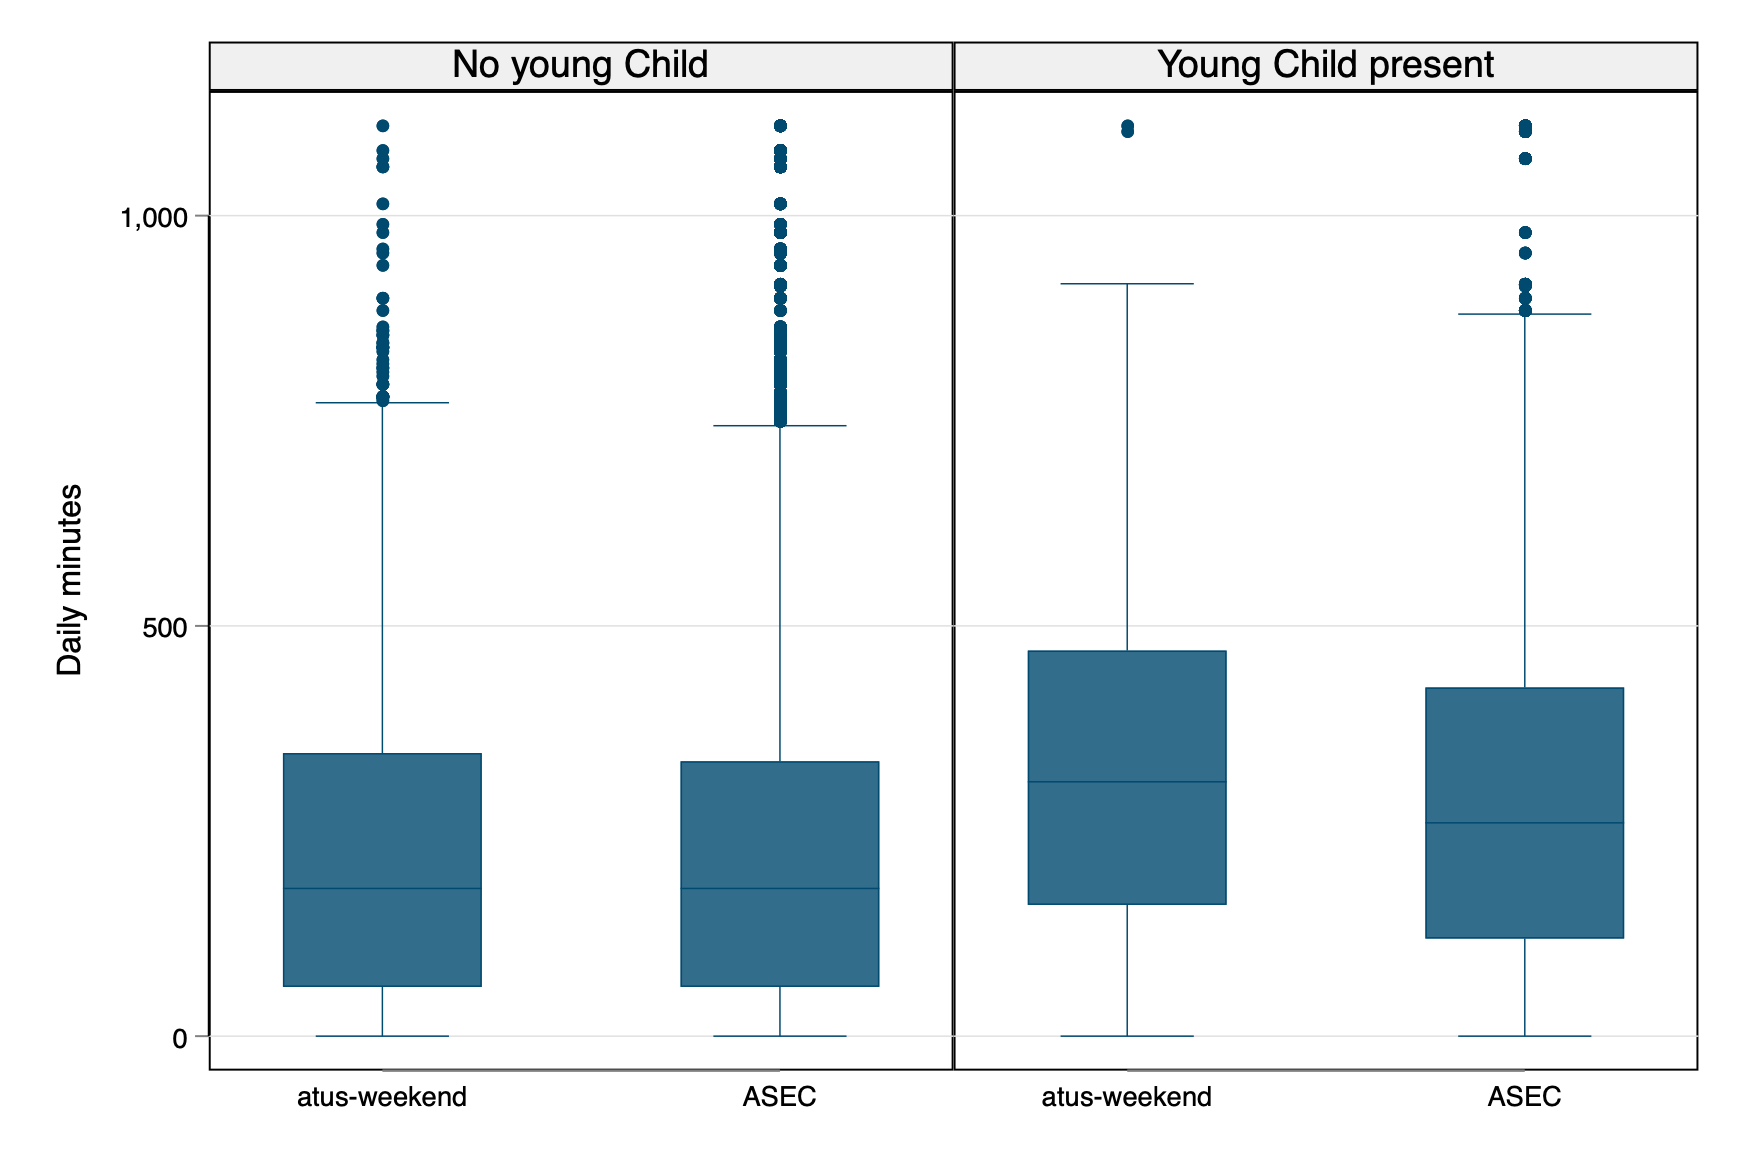 No young Child
Young Child present
Daily minutes
1,000
500
0
atus-weekend
ASEC
atus-weekend
ASEC